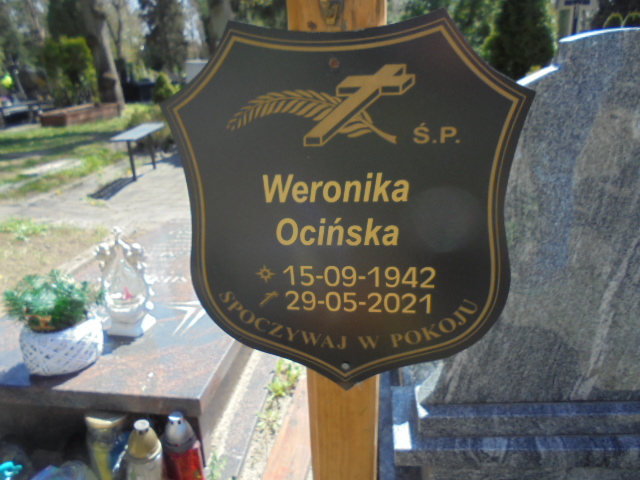 Ś.P.
Weronika
Ocińska
15-09-1942
29-05-2021
SPOCZYWAJ W POKOJU